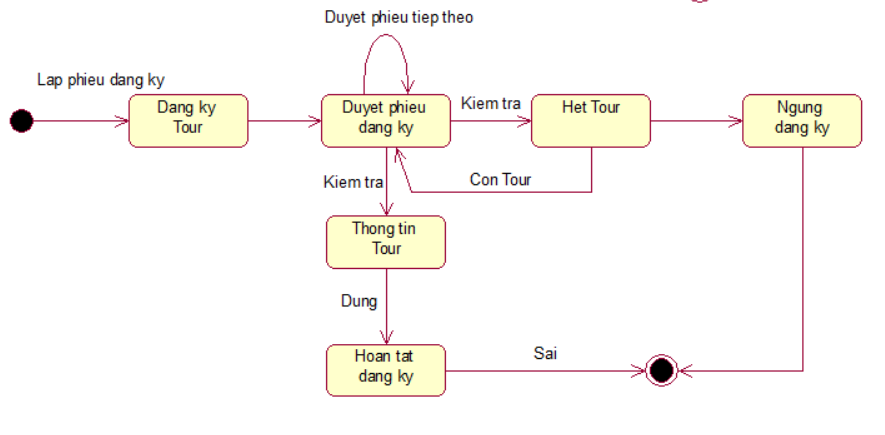 Duyet phieu tiep theo
Lap phieu dang ky
Dang ky
Tour
Duyet phieu
dang ky
Kiem tra
Het Tour
Ngung
dang ky
Kiem tra
Con Tour
Thong tin
Tour
Dung
Hoan tat
dang ky
Sai